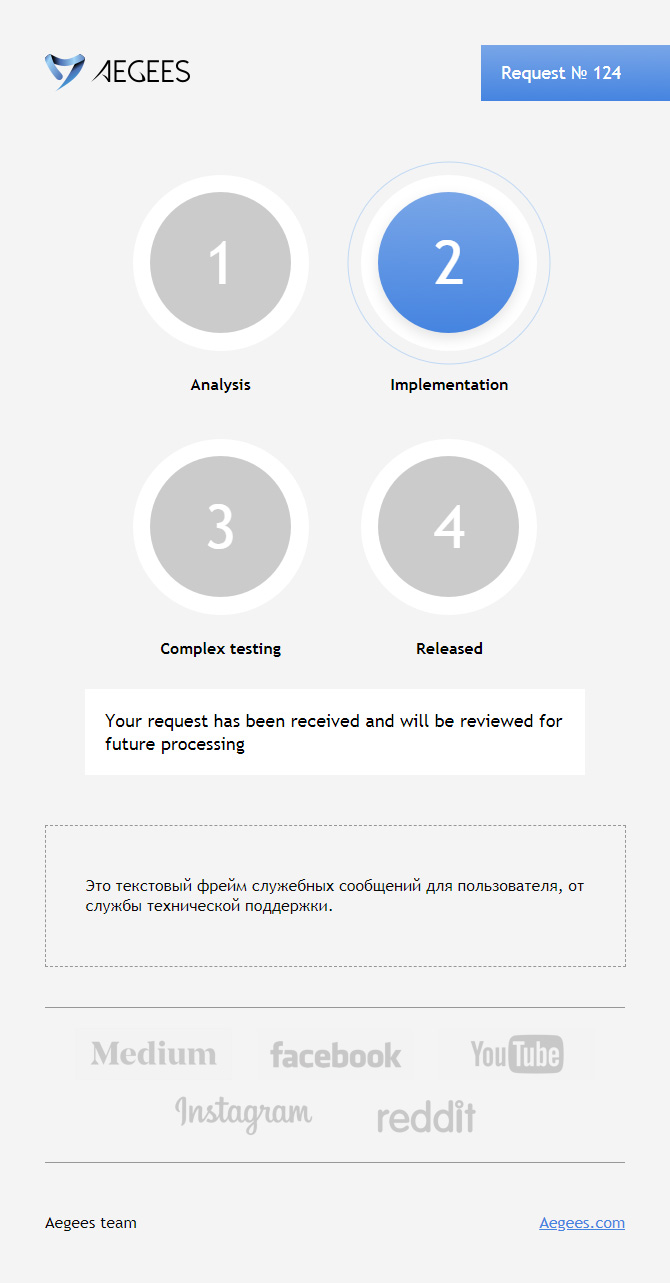 AEGEES
Request № 124
1
2
Analysis
Implementation
3
4
Complex testing
Released
Your request has been received and will be reviewed for
future processing
Это текстовый фрейм служебных сообщений для пользователя, от
службы технической поддержки.
Medium
facebook
YouTube
Instagram
reddit
Aegees team
Aegees.com